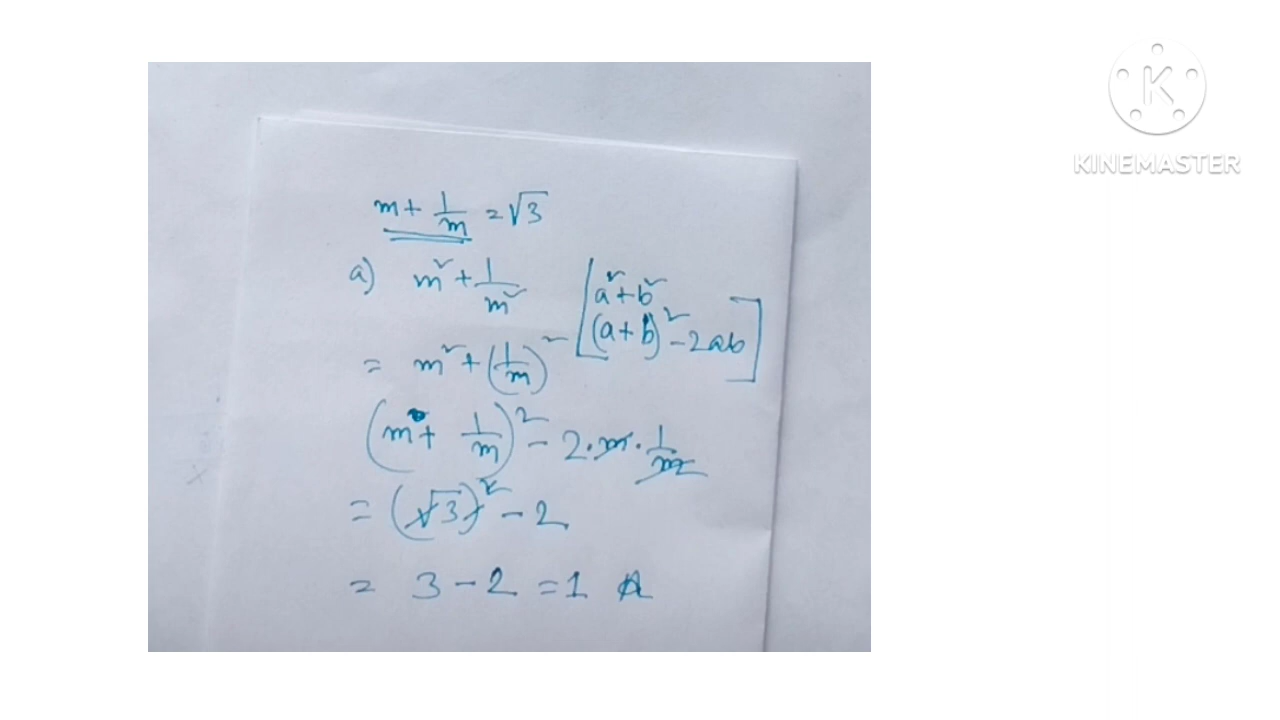 m + 1/m = √3
a) m² + 1/m² [a² + b²
(a + b)² - 2ab]
= m² + (1/m)²
(m + 1/m)² - 2 · m · 1/m
= (√3)² - 2
= 3 - 2 = 1 A
KINEMASTER